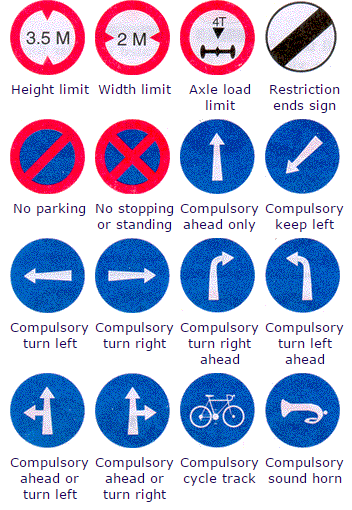 3.5 M
2 M
4T
Height limit
Width limit
Axle load
limit
Restriction
ends sign
No parking
No stopping
or standing
Compulsory
ahead only
Compulsory
keep left
Compulsory
turn left
Compulsory
turn right
Compulsory
turn right
ahead
Compulsory
turn left
ahead
Compulsory
ahead or
turn left
Compulsory
ahead or
turn right
Compulsory
cycle track
Compulsory
sound horn